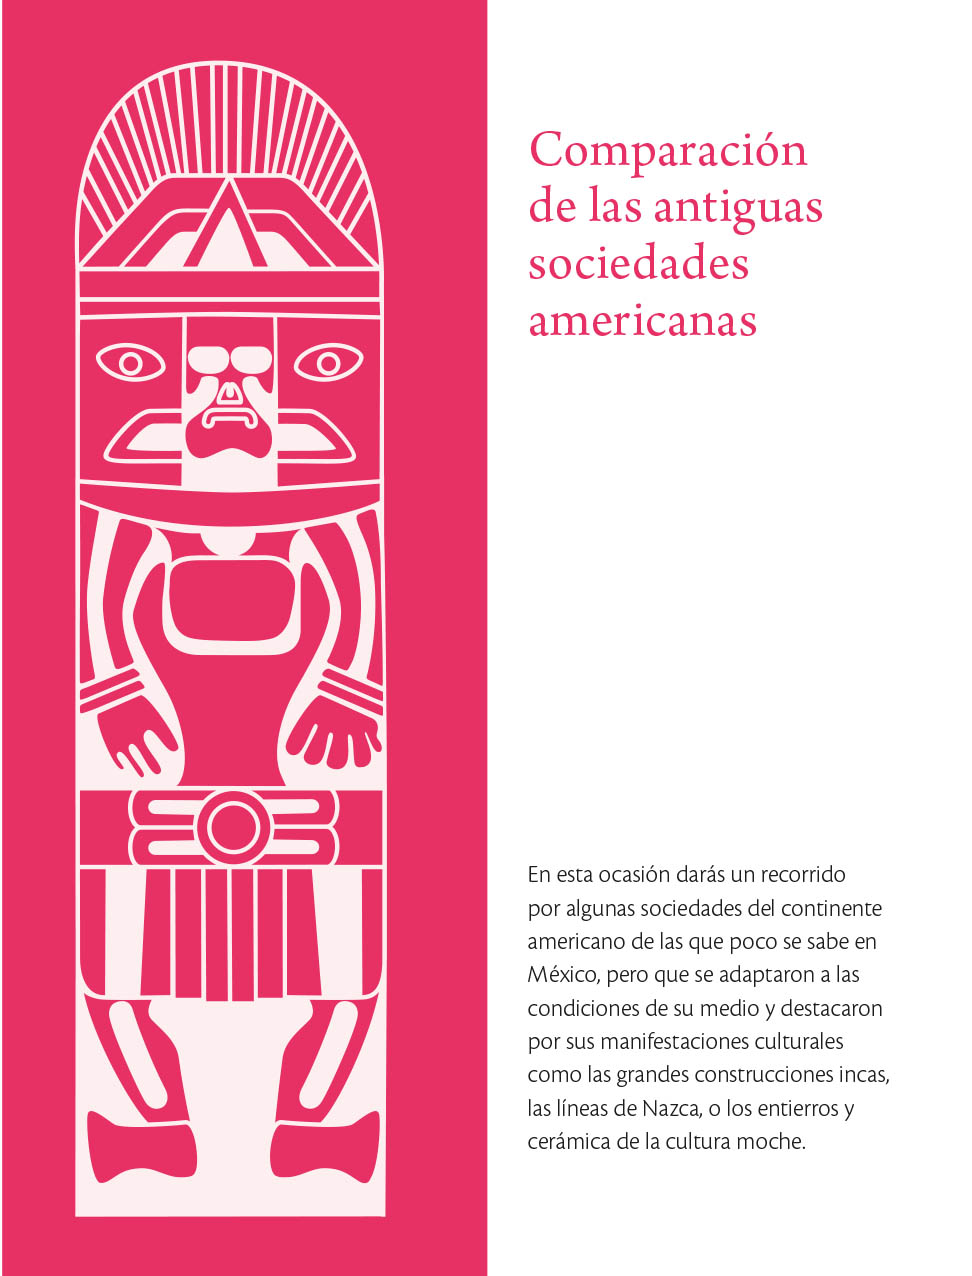 Comparación
de las antiguas
sociedades
americanas
En esta ocasión darás un recorrido
por algunas sociedades del continente
americano de las que poco se sabe en
México, pero que se adaptaron a las
condiciones de su medio y destacaron
por sus manifestaciones culturales
como las grandes construcciones incas,
las líneas de Nazca, o los entierros y
cerámica de la cultura moche.